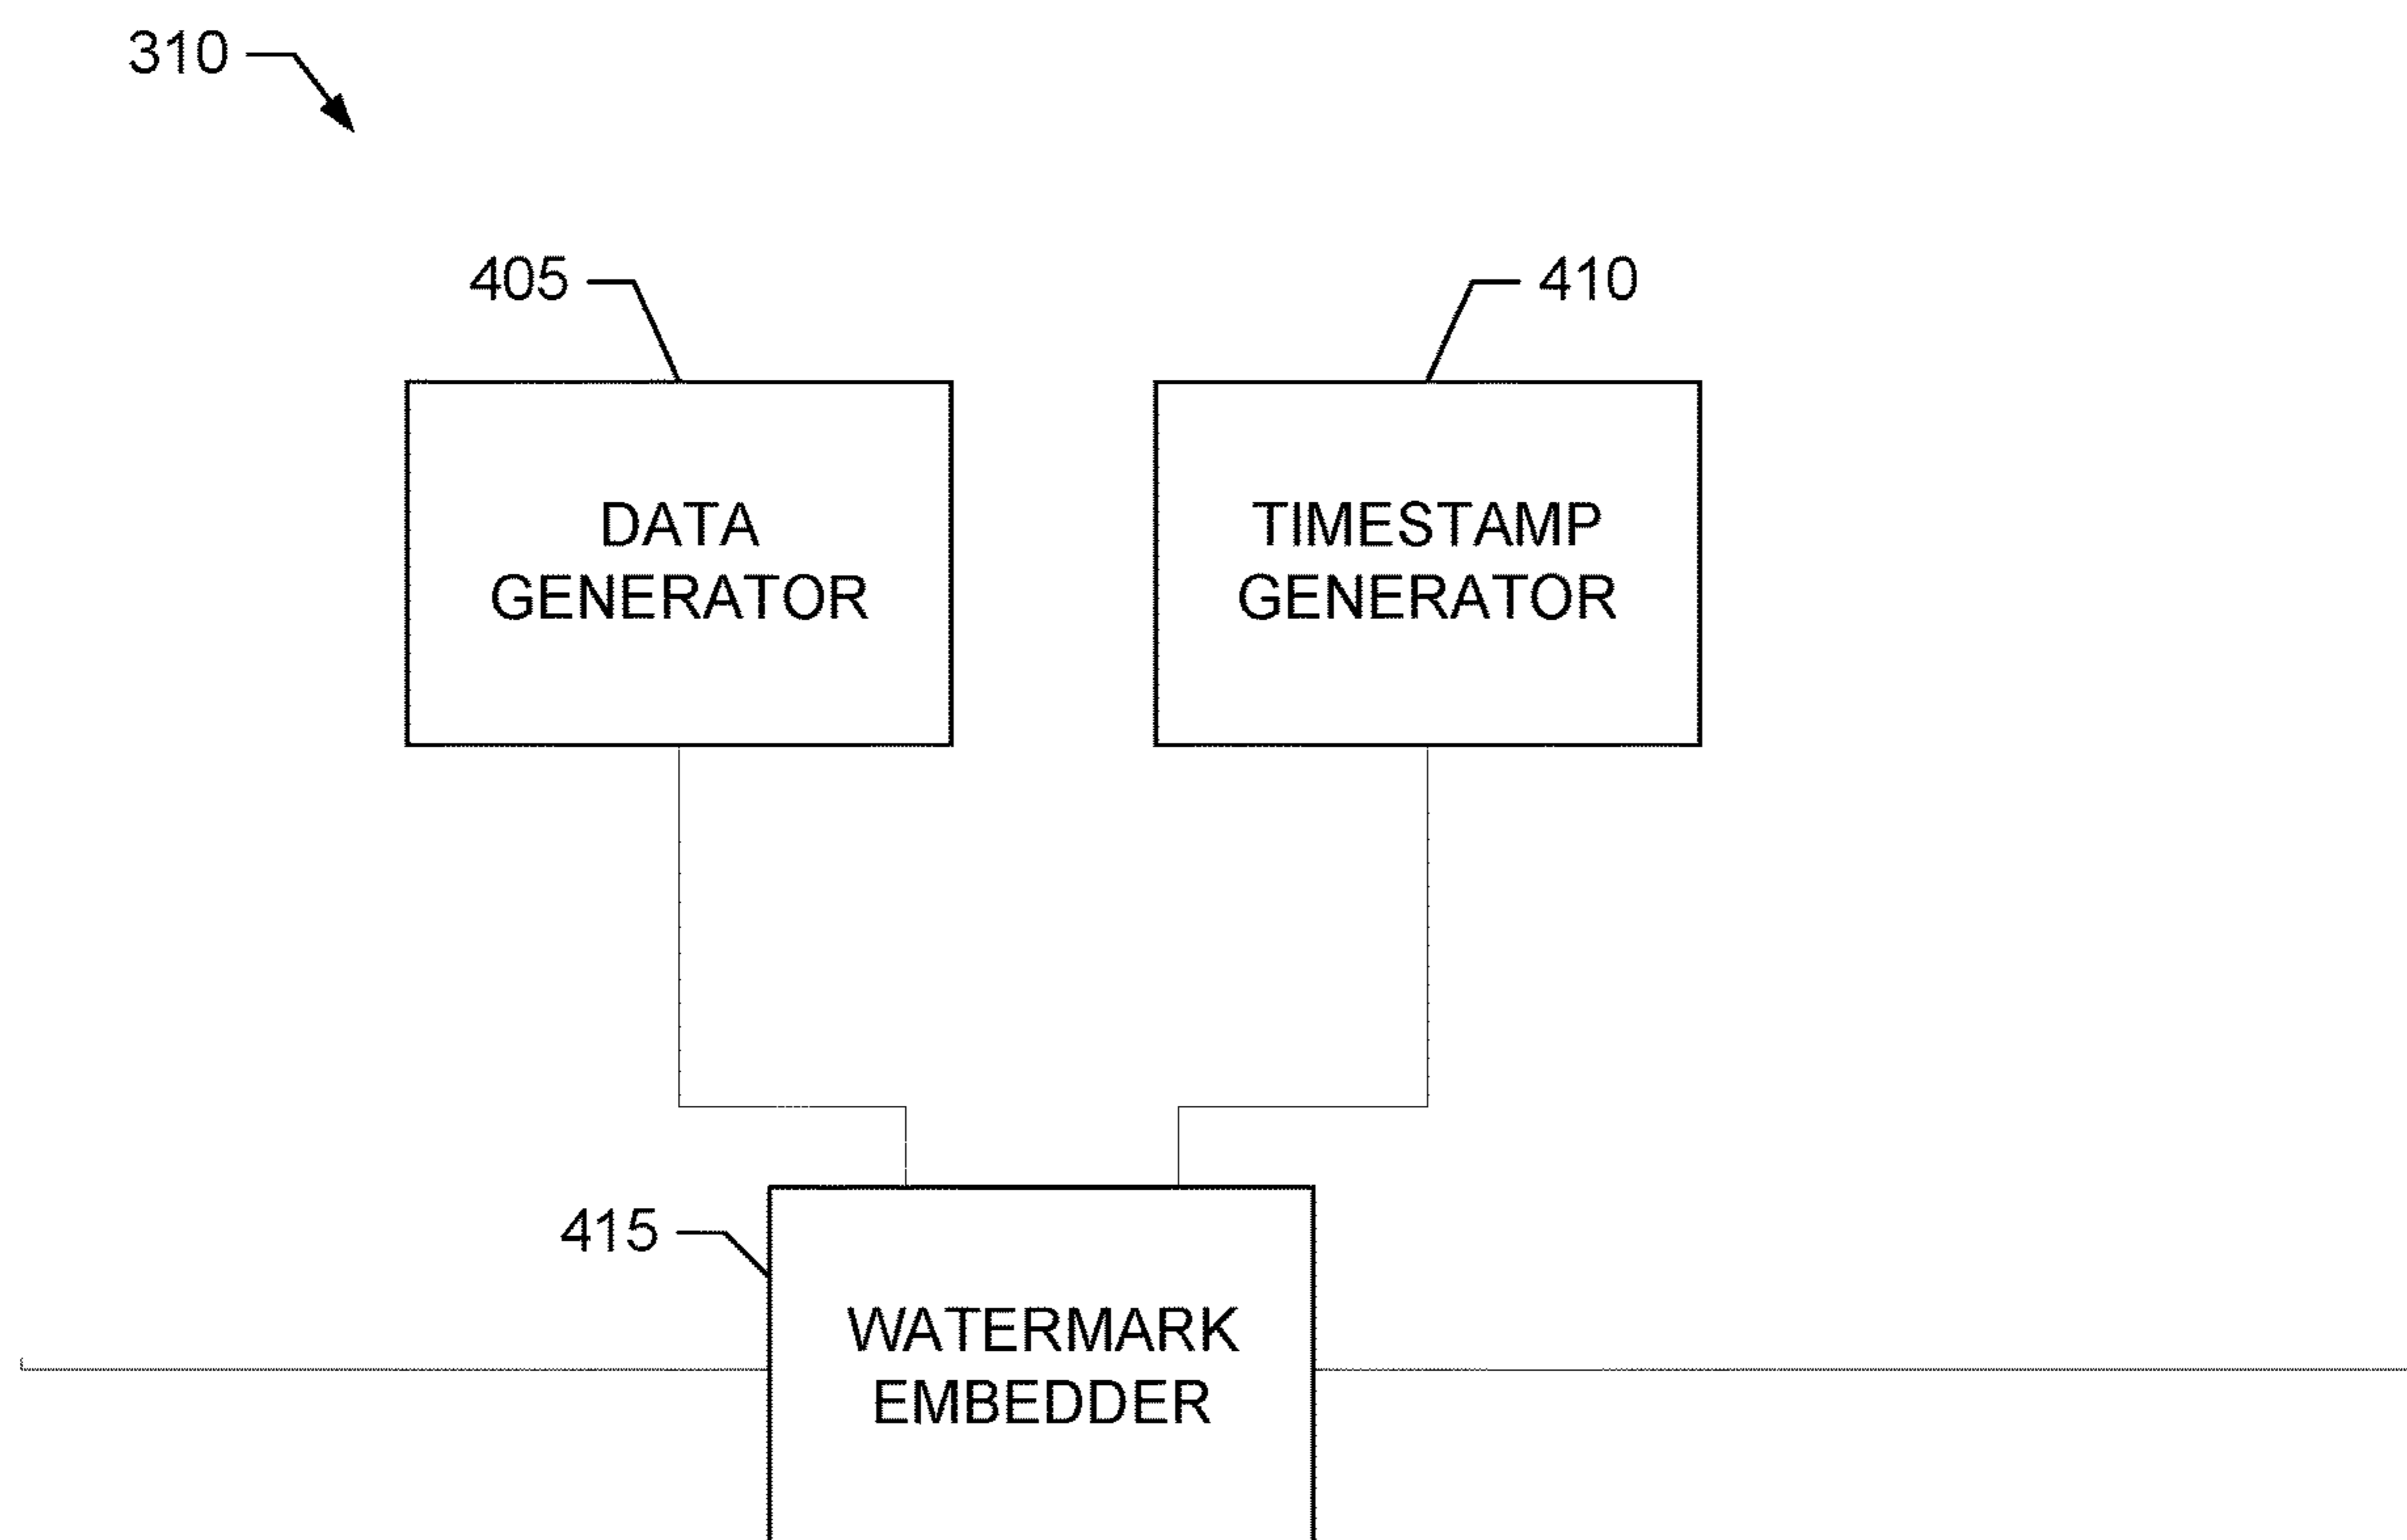 310
405
410
DATA
GENERATOR
TIMESTAMP
GENERATOR
415
WATERMARK
EMBEDDER